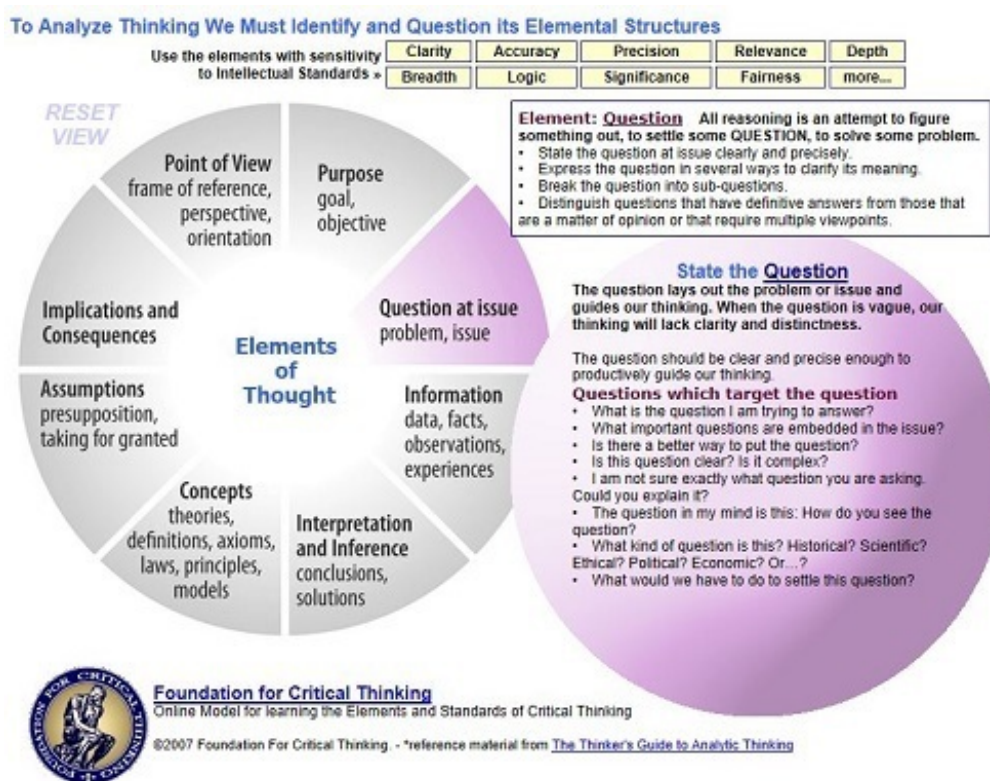 To Analyze Thinking We Must Identify and Question its Elemental Structures
Use the elements with sensitivity
to Intellectual Standards »
Clarity Accuracy Precision Relevance Depth
Breadth Logic Significance Fairness more...
RESET
VIEW
Element: Question All reasoning is an attempt to figure
something out, to settle some QUESTION, to solve some problem.
• State the question at issue clearly and precisely.
• Express the question in several ways to clarify its meaning.
• Break the question into sub-questions.
• Distinguish questions that have definitive answers from those that
are a matter of opinion or that require multiple viewpoints.
Point of View
frame of reference,
perspective,
orientation
Purpose
goal,
objective
Question at issue
problem, issue
Information
data, facts,
observations,
experiences
Interpretation
and Inference
conclusions,
solutions
Concepts
theories,
definitions, axioms,
laws, principles,
models
Assumptions
presupposition,
taking for granted
Implications and
Consequences
Elements
of
Thought
State the Question
The question lays out the problem or issue and
guides our thinking. When the question is vague, our
thinking will lack clarity and distinctness.
The question should be clear and precise enough to
productively guide our thinking.
Questions which target the question
• What is the question I am trying to answer?
• What important questions are embedded in the issue?
• Is there a better way to put the question?
• Is this question clear? Is it complex?
• I am not sure exactly what question you are asking.
Could you explain it?
• The question in my mind is this: How do you see the
question?
• What kind of question is this? Historical? Scientific?
Ethical? Political? Economic? Or...?
• What would we have to do to settle this question?
FOUNDATION FOR CRITICAL THINKING
Foundation for Critical Thinking
Online Model for learning the Elements and Standards of Critical Thinking
©2007 Foundation For Critical Thinking. - *reference material from The Thinker's Guide to Analytic Thinking